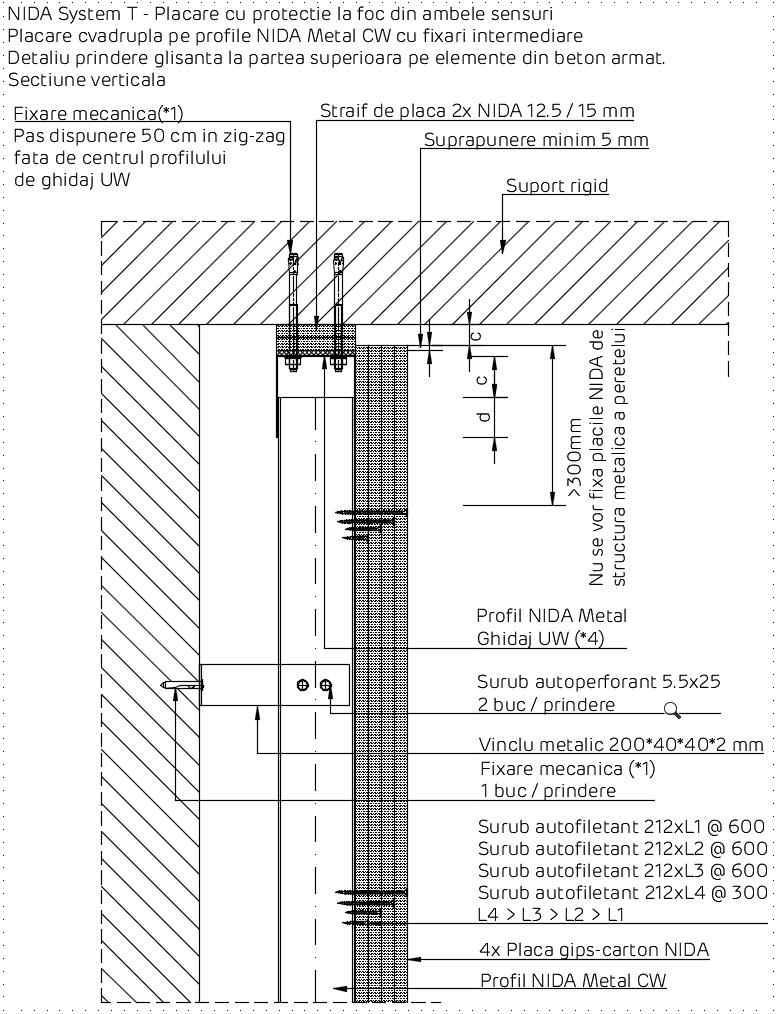 NIDA System T - Placare cu protectie la foc din ambele sensuri
Placare cvadrupla pe profile NIDA Metal CW cu fixari intermediare
Detaliu prindere glisanta la partea superioara pe elemente din beton armat.
Sectiune verticala
Fixare mecanica(*1)
Pas dispunere 50 cm in zig-zag
fata de centrul profilului
de ghidaj UW
Straif de placa 2x NIDA 12.5 / 15 mm
Suprapunere minim 5 mm
Suport rigid
c
c
d
>300mm
Nu se vor fixa placile NIDA de
structura metalica a peretelui
Profil NIDA Metal
Ghidaj UW (*4)
Surub autoperforant 5.5x25
2 buc / prindere
Vinclu metalic 200*40*40*2 mm
Fixare mecanica (*1)
1 buc / prindere
Surub autofiletant 212xL1 @ 600
Surub autofiletant 212xL2 @ 600
Surub autofiletant 212xL3 @ 600
Surub autofiletant 212xL4 @ 300
L4 > L3 > L2 > L1
4x Placa gips-carton NIDA
Profil NIDA Metal CW